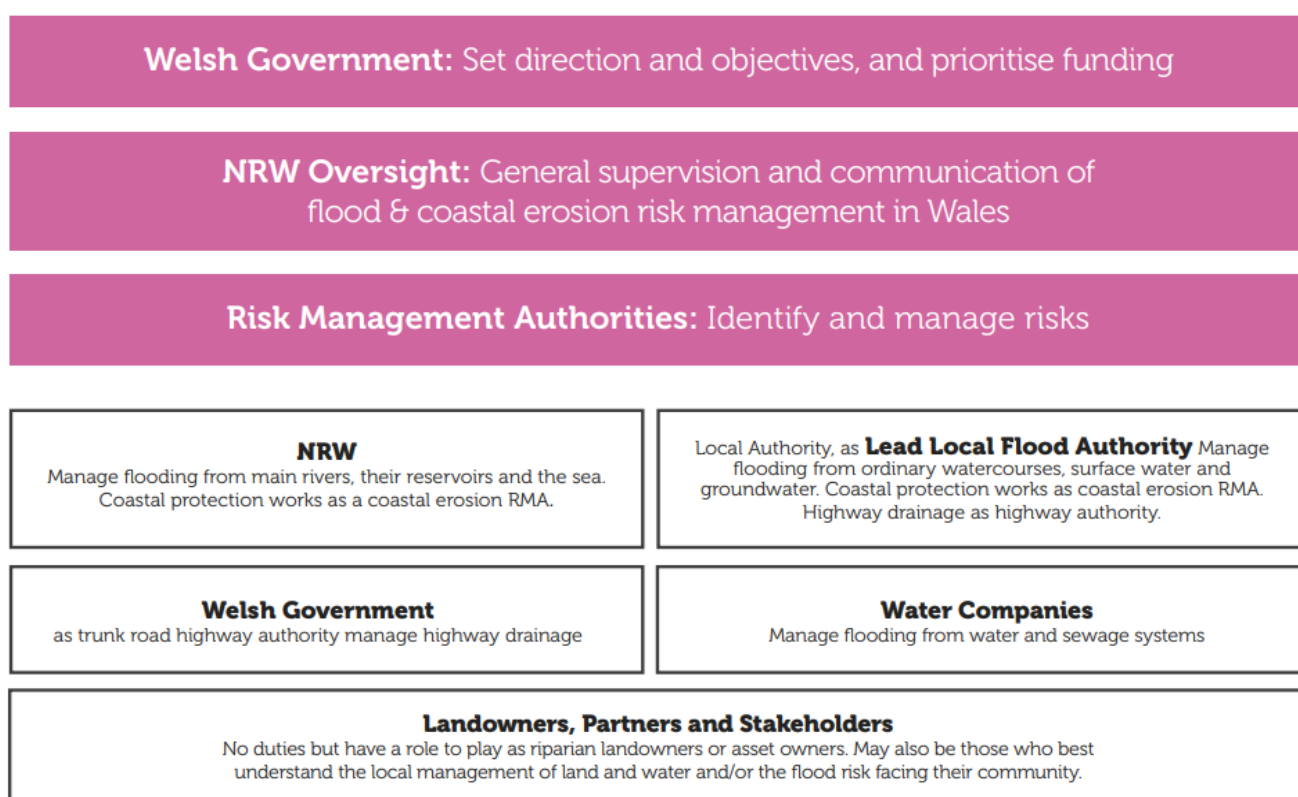 Welsh Government: Set direction and objectives, and prioritise funding
NRW Oversight: General supervision and communication of
flood & coastal erosion risk management in Wales
Risk Management Authorities: Identify and manage risks
NRW
Manage flooding from main rivers, their reservoirs and the sea.
Coastal protection works as a coastal erosion RMA.
Local Authority, as Lead Local Flood Authority Manage
flooding from ordinary watercourses, surface water and
groundwater. Coastal protection works as coastal erosion RMA.
Highway drainage as highway authority.
Welsh Government
as trunk road highway authority manage highway drainage
Water Companies
Manage flooding from water and sewage systems
Landowners, Partners and Stakeholders
No duties but have a role to play as riparian landowners or asset owners. May also be those who best
understand the local management of land and water and/or the flood risk facing their community.